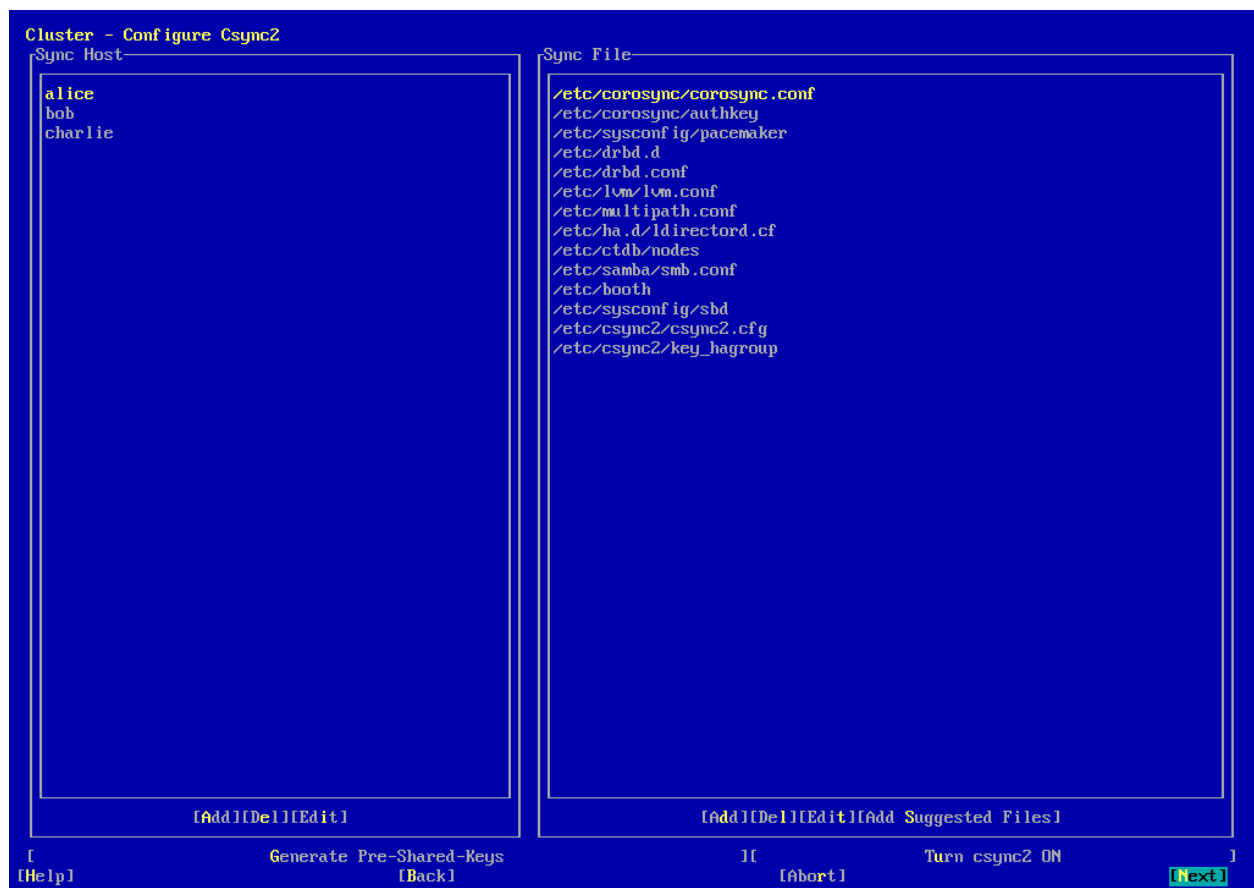 Cluster - Configure Csync2
Sync Host
alice
bob
charlie
[Add][Del][Edit]
Sync File
/etc/corosync/corosync.conf
/etc/corosync/authkey
/etc/sysconfig/pacemaker
/etc/drbd.d
/etc/drbd.conf
/etc/lvm/lvm.conf
/etc/multipath.conf
/etc/ha.d/ldirectord.cf
/etc/ctdb/nodes
/etc/samba/smb.conf
/etc/booth
/etc/sysconfig/sbd
/etc/csync2/csync2.cfg
/etc/csync2/key_hagroup
[Add][Del][Edit][Add Suggested Files]
[ Generate Pre-Shared-Keys ][ Turn csync2 ON ]
[Help] [Back] [Abort] [Next]